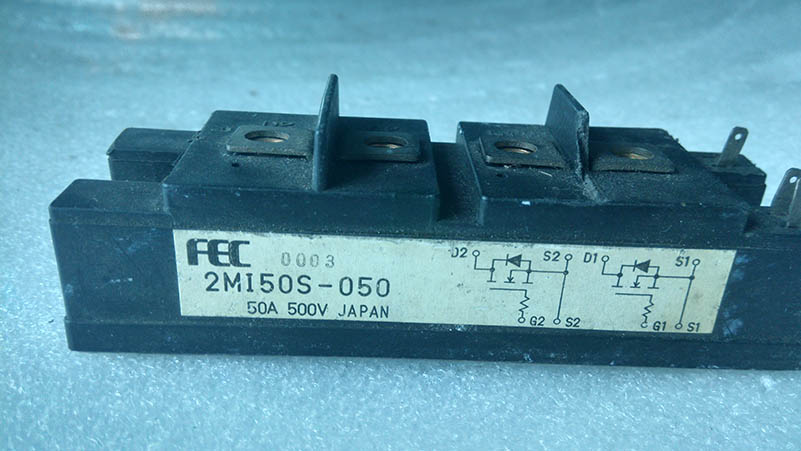 FEC 0003
2MI50S-050
50A 500V JAPAN
D2 S2 D1 S1
G2 S2 G1 S1